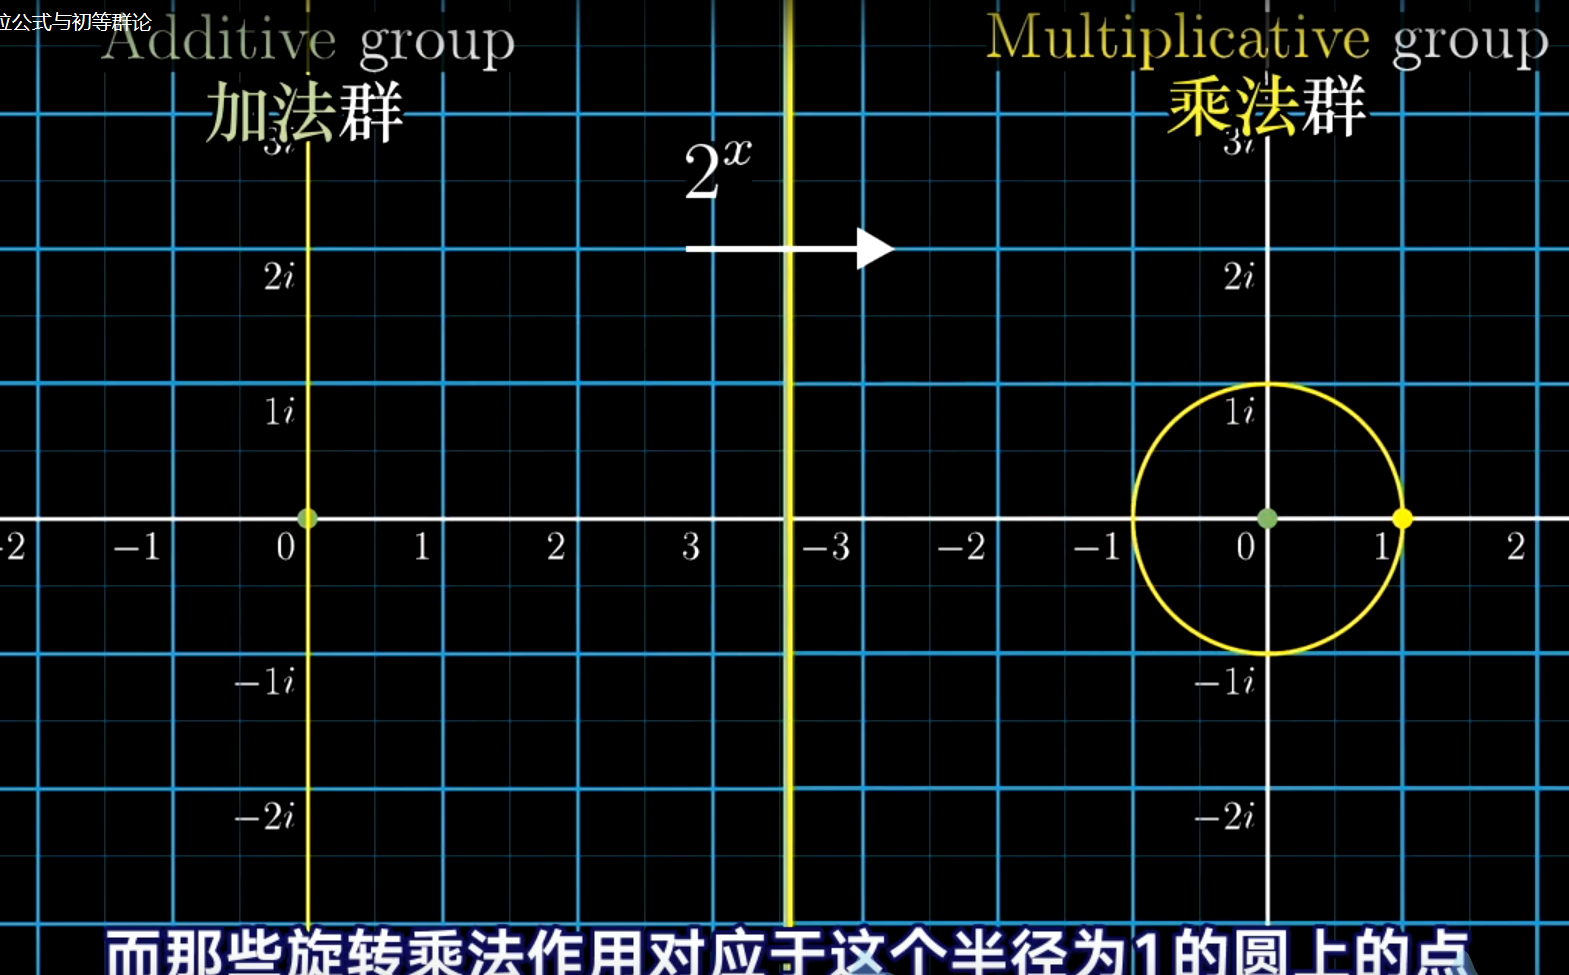 位公式与初等群论
Additive group
加法群
Multiplicative group
乘法群
2^x
3i
2i
1i
-2 −1 0 1 2 3
−1i
−2i
3i
2i
1i
−3 −2 −1 0 1 2
−1i
−2i
而那些旋转乘法作用对应于这个半径为1的圆上的点